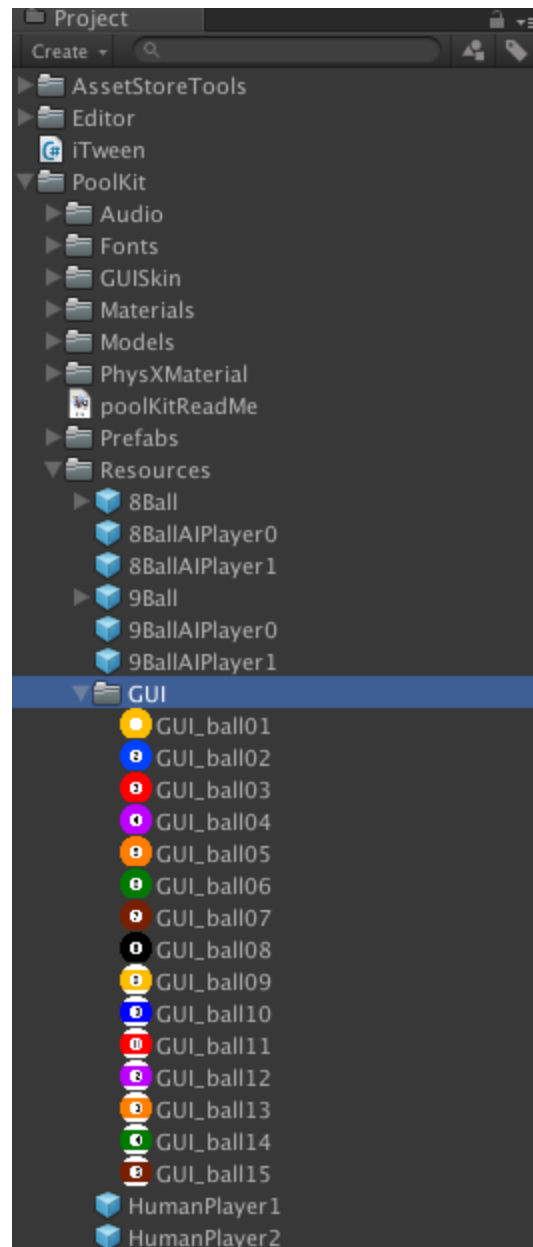 Project
Create
AssetStoreTools
Editor
iTween
PoolKit
Audio
Fonts
GUISkin
Materials
Models
PhysXMaterial
poolKitReadMe
Prefabs
Resources
8Ball
8BallAIPlayer0
8BallAIPlayer1
9Ball
9BallAIPlayer0
9BallAIPlayer1
GUI
GUI_ball01
GUI_ball02
GUI_ball03
GUI_ball04
GUI_ball05
GUI_ball06
GUI_ball07
GUI_ball08
GUI_ball09
GUI_ball10
GUI_ball11
GUI_ball12
GUI_ball13
GUI_ball14
GUI_ball15
HumanPlayer1
HumanPlayer2